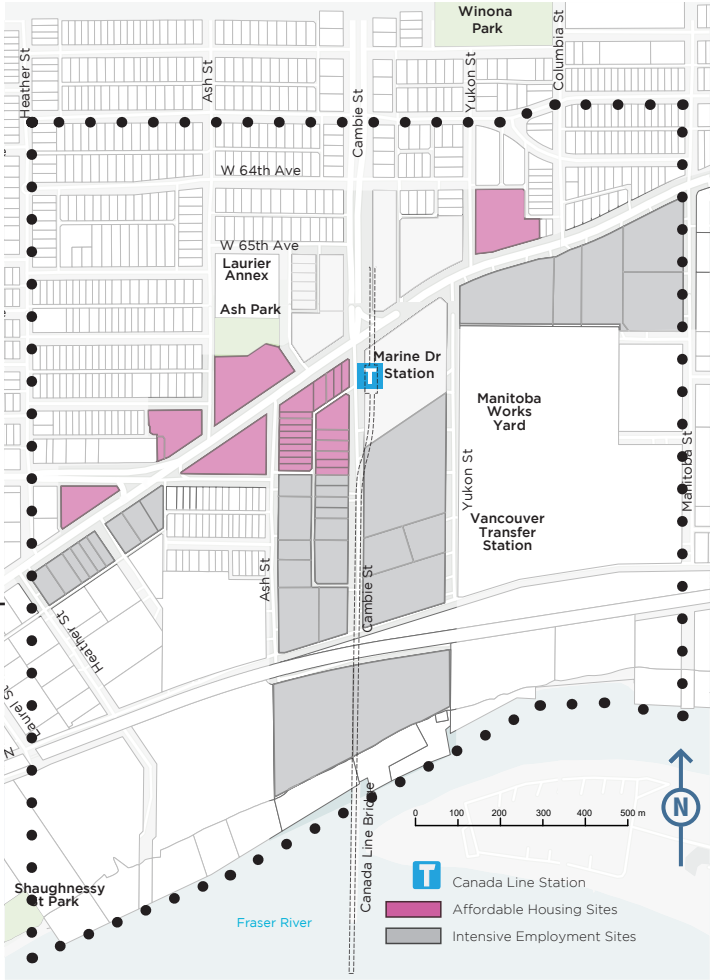 Winona
Park
Heather St
Ash St
Cambie St
Yukon St
Columbia St
W 64th Ave
W 65th Ave
Laurier
Annex
Ash Park
T
Marine Dr
Station
Manitoba
Works
Yard
Yukon St
Manitoba St
Vancouver
Transfer
Station
Ash St
Cambie St
Heather St
Laurel St
Z
N
0 100 200 300 400 500 m
Canada Line Bridge
Shaughnessy
St Park
Fraser River
T Canada Line Station
Affordable Housing Sites
Intensive Employment Sites